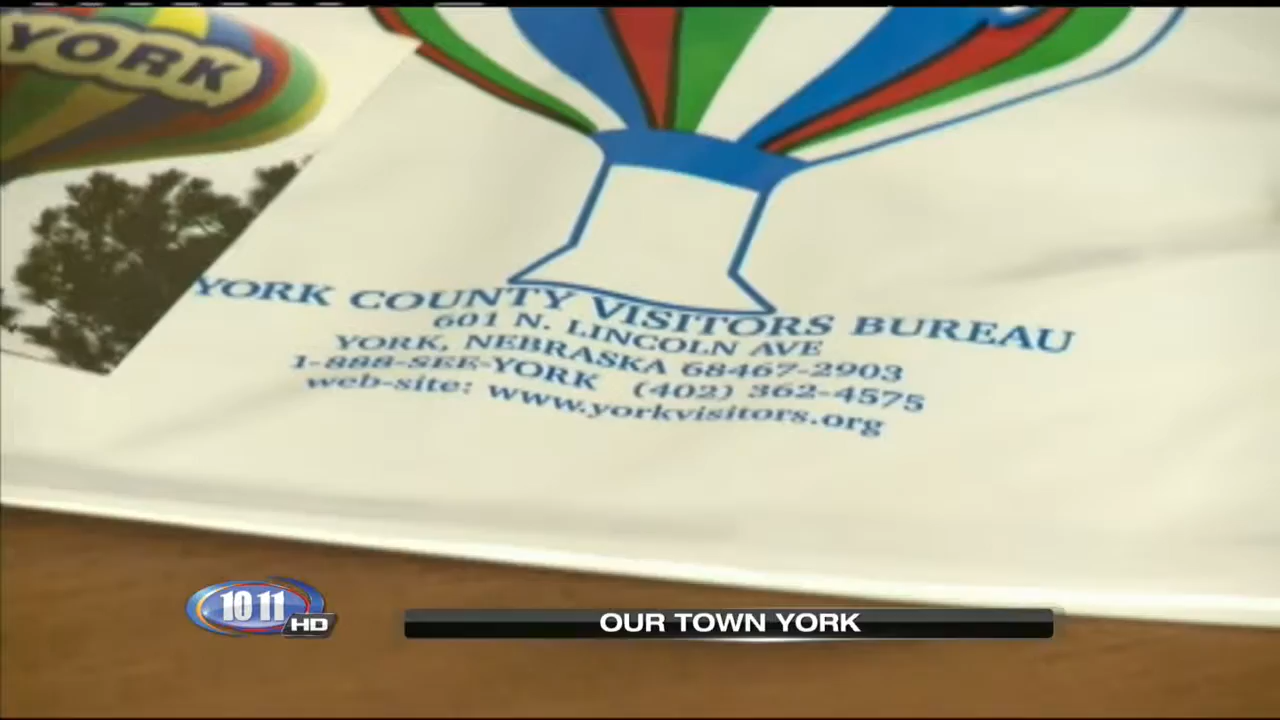 YORK
YORK COUNTY VISITORS BUREAU
601 N. LINCOLN AVE
YORK, NEBRASKA 68467-2903
1-888-SEE-YORK (402) 362-4575
web-site: www.yorkvisitors.org
10 11
HD
OUR TOWN YORK